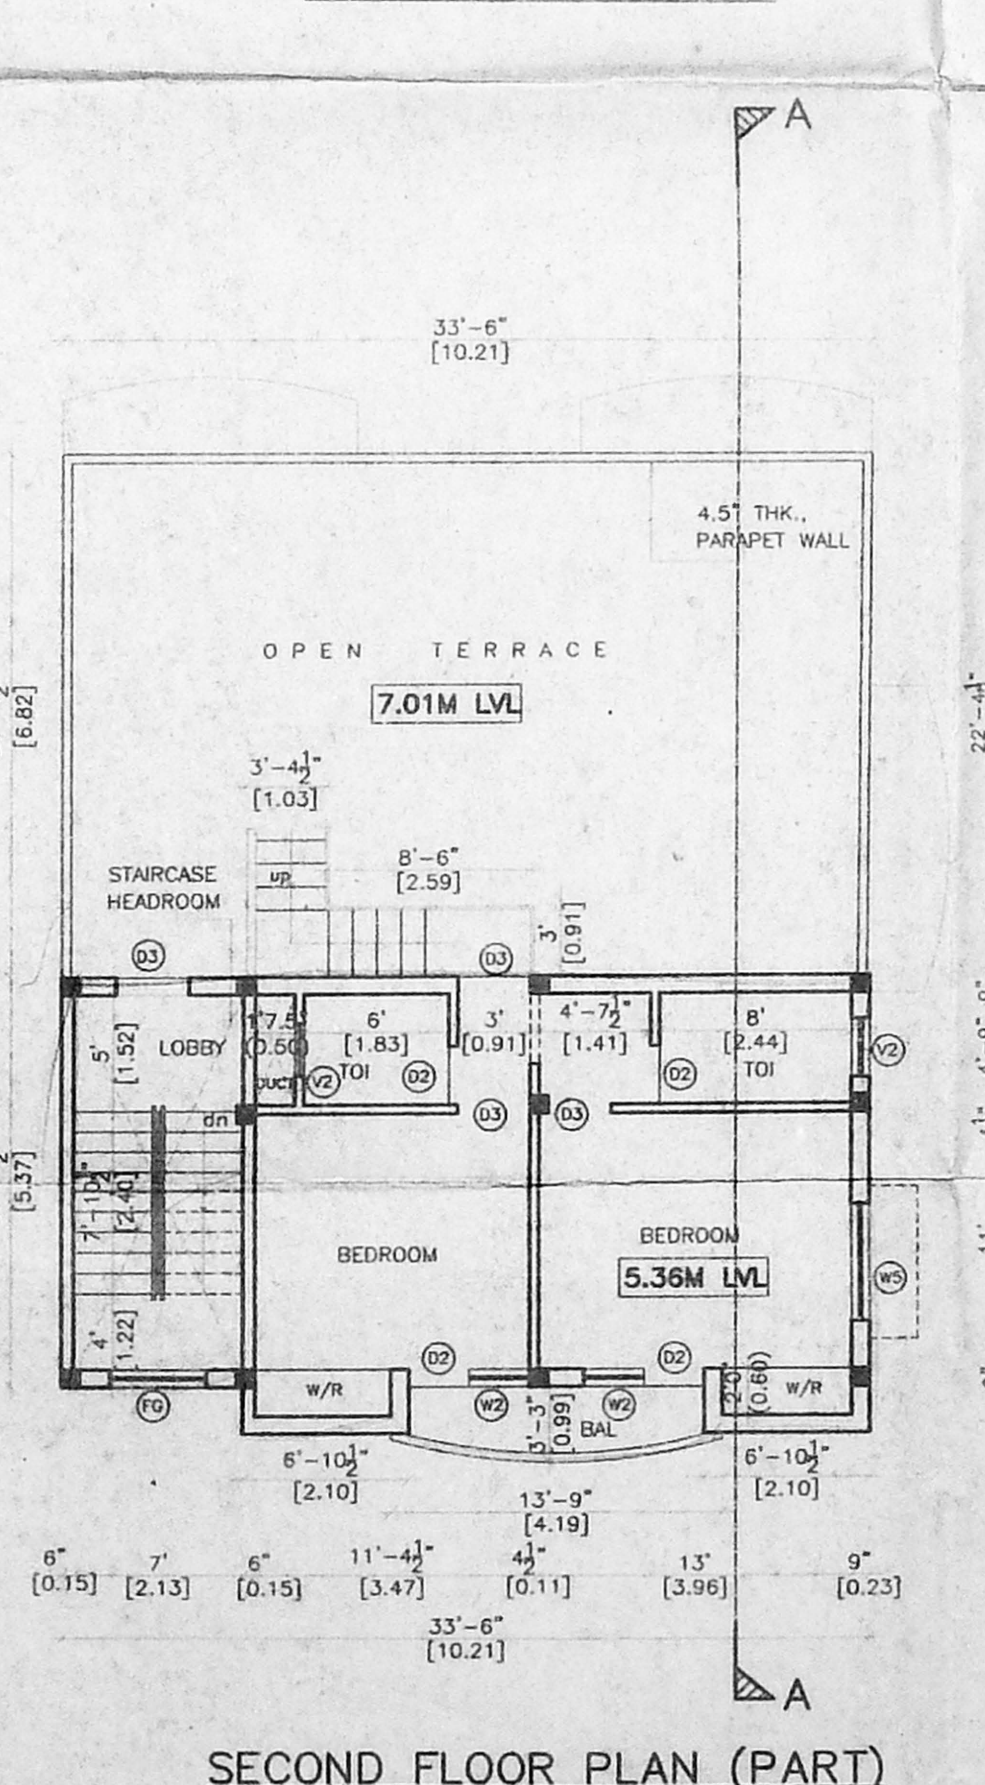 A
33'-6"
[10.21]
4.5" THK.,
PARAPET WALL
OPEN TERRACE
7.01M LVL
[6.82]
22'-4½"
3'-4½"
[1.03]
8'-6"
[2.59]
up
STAIRCASE
HEADROOM
3'
[0.91]
D3
D3
1'7.5"
(0.50)
6'
[1.83]
3'
[0.91]
4'-7½"
[1.41]
8'
[2.44]
5'
[1.52]
LOBBY
V2
DUCT
V2
TOI
D2
D2
TOI
dn
D3
D3
[5.37]
7'-10½"
[2.40]
BEDROOM
BEDROOM
5.36M LVL
W5
4'
1.22]
D2
D2
FG
W/R
W2
W2
W/R
2'0"
(0.60)
3'-3"
[0.99]
BAL
6'-10½"
[2.10]
6'-10½"
[2.10]
13'-9"
[4.19]
6"
[0.15]
7'
[2.13]
6"
[0.15]
11'-4½"
[3.47]
4½"
[0.11]
13'
[3.96]
9"
[0.23]
33'-6"
[10.21]
A
SECOND FLOOR PLAN (PART)